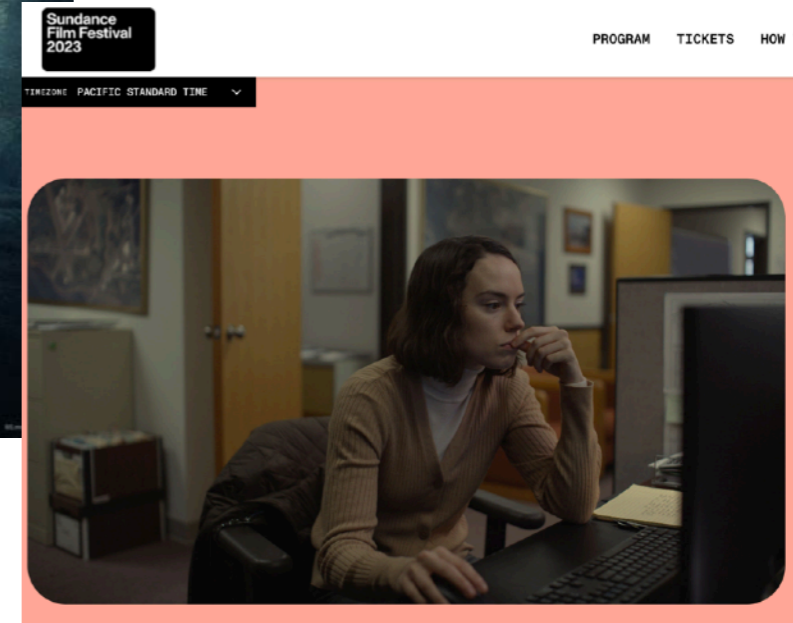 Sundance
Film Festival
2023
PROGRAM TICKETS HOW
TIMEZONE PACIFIC STANDARD TIME